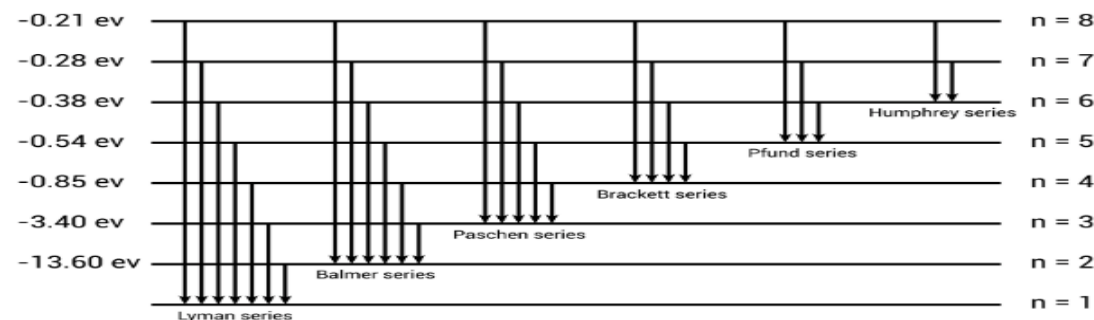 -0.21 ev n = 8
-0.28 ev n = 7
-0.38 ev n = 6
Humphrey series
-0.54 ev n = 5
Pfund series
-0.85 ev n = 4
Brackett series
-3.40 ev n = 3
Paschen series
-13.60 ev n = 2
Balmer series
n = 1
Lyman series